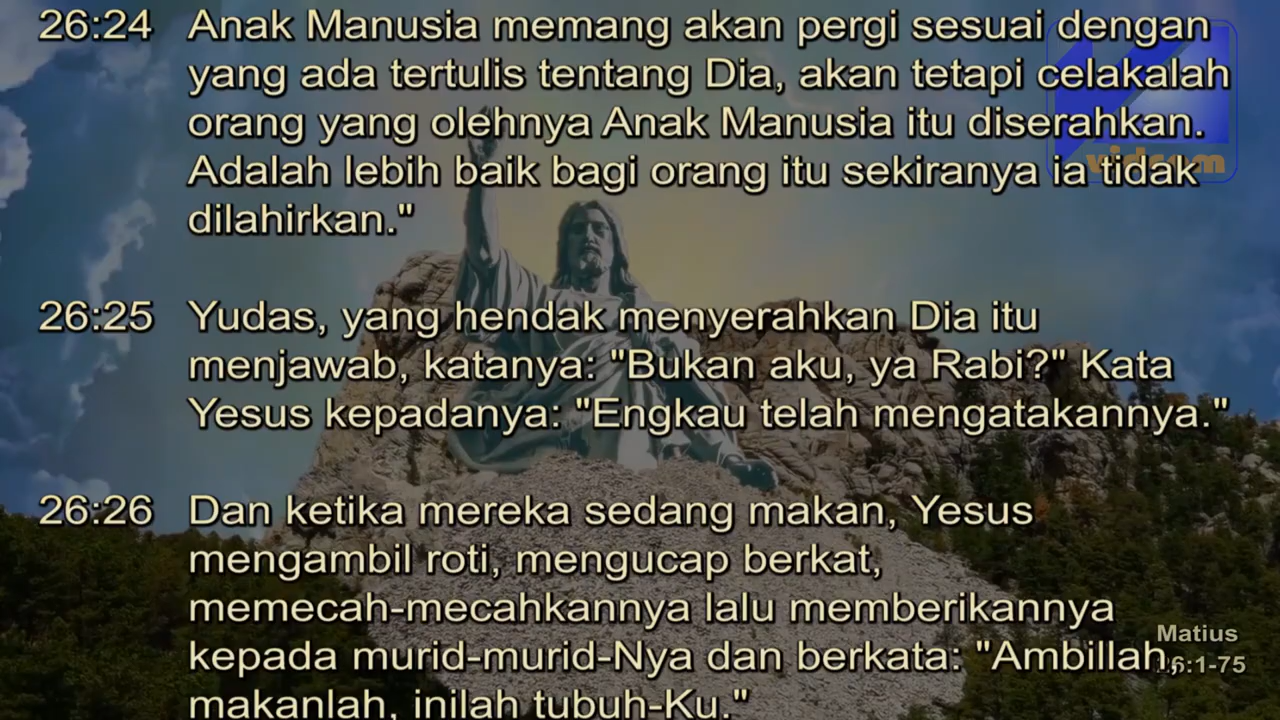 26:24 Anak Manusia memang akan pergi sesuai dengan
yang ada tertulis tentang Dia, akan tetapi celakalah
orang yang olehnya Anak Manusia itu diserahkan.
Adalah lebih baik bagi orang itu sekiranya ia tidak
dilahirkan."
26:25 Yudas, yang hendak menyerahkan Dia itu
menjawab, katanya: "Bukan aku, ya Rabi?" Kata
Yesus kepadanya: "Engkau telah mengatakannya."
26:26 Dan ketika mereka sedang makan, Yesus
mengambil roti, mengucap berkat,
memecah-mecahkannya lalu memberikannya
kepada murid-murid-Nya dan berkata: "Ambillah,
makanlah, inilah tubuh-Ku."
vidcom
Matius
26:1-75